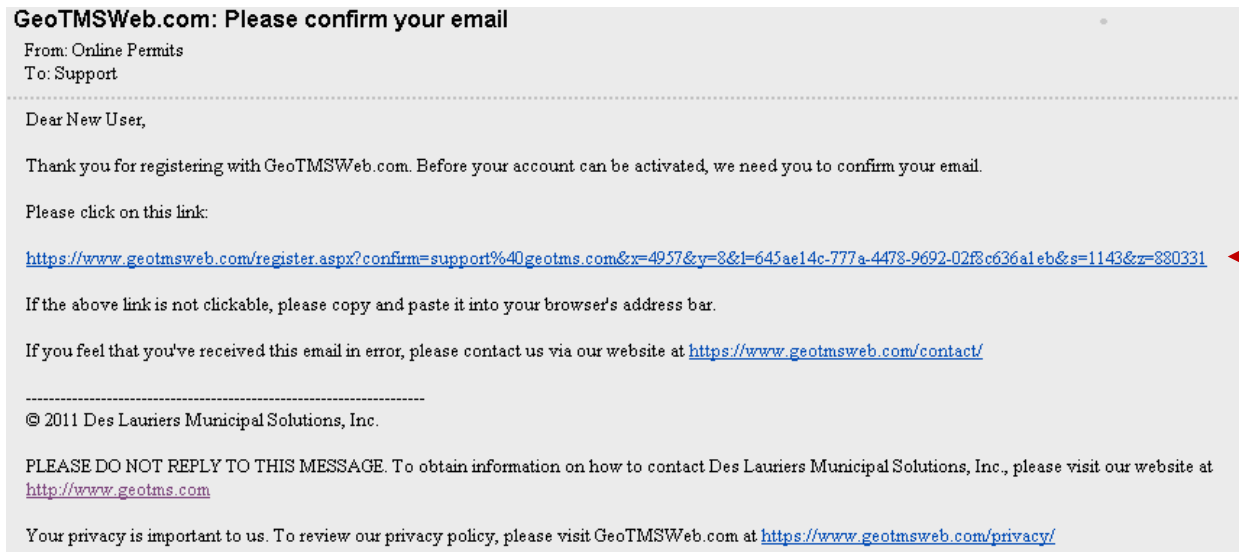 GeoTMSWeb.com: Please confirm your email
From: Online Permits
To: Support
Dear New User,
Thank you for registering with GeoTMSWeb.com. Before your account can be activated, we need you to confirm your email.
Please click on this link:
https://www.geotmsweb.com/register.aspx?confirm=support%40geotms.com&x=4957&y=8&l=645ae14c-777a-4478-9692-02f8c636a1eb&s=1143&z=880331
If the above link is not clickable, please copy and paste it into your browser's address bar.
If you feel that you've received this email in error, please contact us via our website at https://www.geotmsweb.com/contact/
----------------------------------------------------------------------
© 2011 Des Lauriers Municipal Solutions, Inc.
PLEASE DO NOT REPLY TO THIS MESSAGE. To obtain information on how to contact Des Lauriers Municipal Solutions, Inc., please visit our website at
http://www.geotms.com
Your privacy is important to us. To review our privacy policy, please visit GeoTMSWeb.com at https://www.geotmsweb.com/privacy/